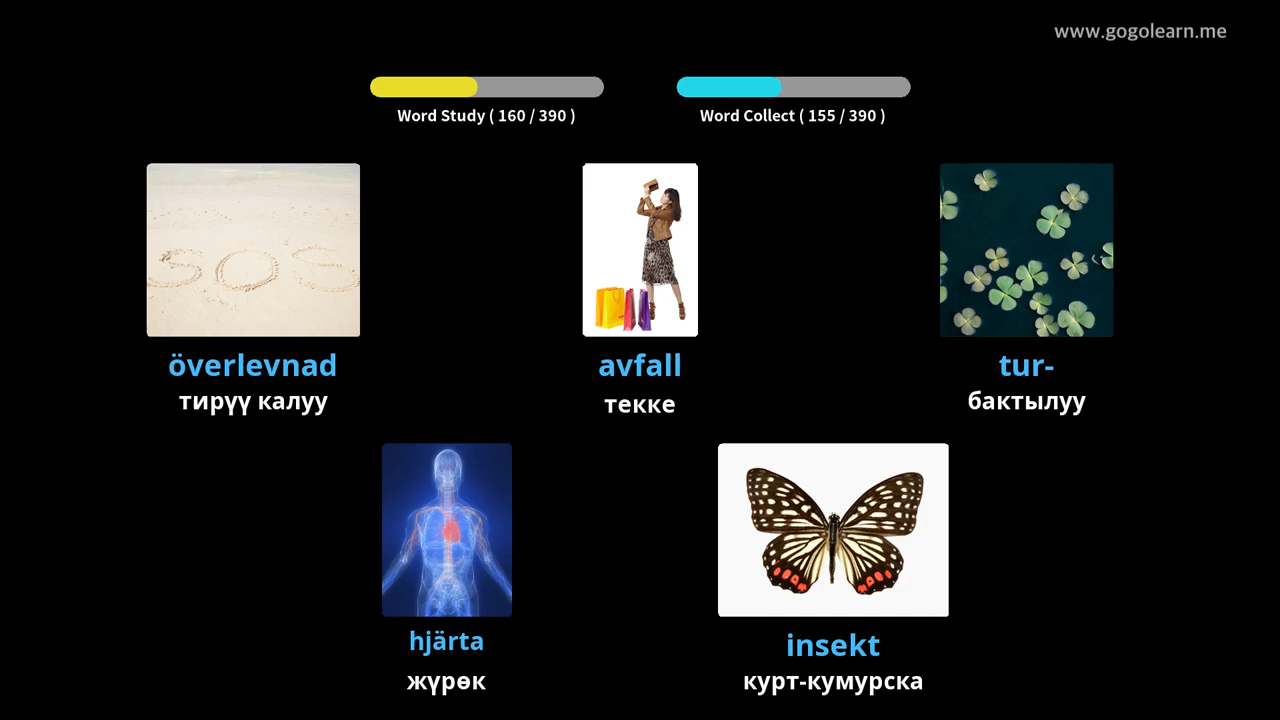 www.gogolearn.me
Word Study ( 160 / 390 )
Word Collect ( 155 / 390 )
SOS
överlevnad
тирүү калуу
avfall
текке
tur-
бактылуу
hjärta
жүрөк
insekt
курт-кумурска